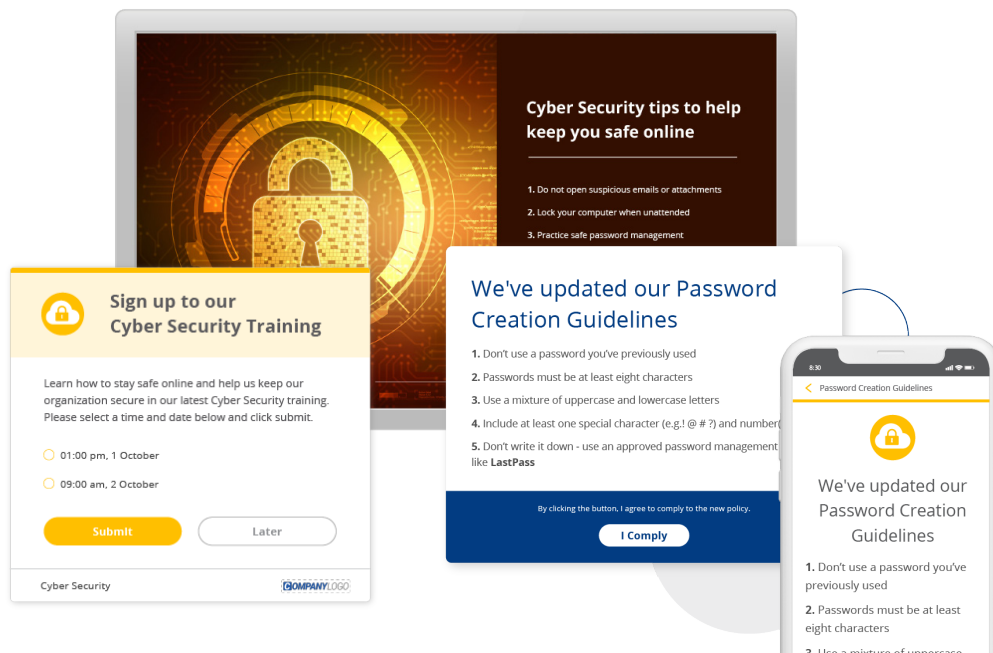 Cyber Security tips to help
keep you safe online
1. Do not open suspicious emails or attachments
2. Lock your computer when unattended
3. Practice safe password management
Sign up to our
Cyber Security Training
Learn how to stay safe online and help us keep our
organization secure in our latest Cyber Security training.
Please select a time and date below and click submit.
01:00 pm, 1 October
09:00 am, 2 October
Submit
Later
Cyber Security
COMPANYLOGO
We've updated our Password
Creation Guidelines
1. Don't use a password you've previously used
2. Passwords must be at least eight characters
3. Use a mixture of uppercase and lowercase letters
4. Include at least one special character (e.g.! @ # ?) and number(
5. Don't write it down - use an approved password management
like LastPass
By clicking the button, I agree to comply to the new policy.
I Comply
8:30
Password Creation Guidelines
We've updated our
Password Creation
Guidelines
1. Don't use a password you've
previously used
2. Passwords must be at least
eight characters
3. Use a mixture of uppercase